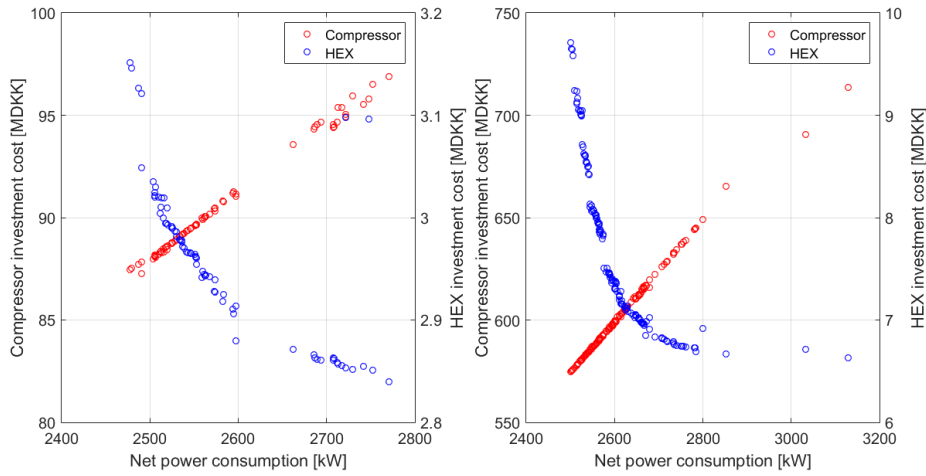 100
95
90
85
80
Compressor investment cost [MDKK]
3.2
3.1
3
2.9
2.8
HEX investment cost [MDKK]
Compressor
HEX
2400 2500 2600 2700 2800
Net power consumption [kW]
750
700
650
600
550
Compressor investment cost [MDKK]
10
9
8
7
6
HEX investment cost [MDKK]
Compressor
HEX
2400 2600 2800 3000 3200
Net power consumption [kW]